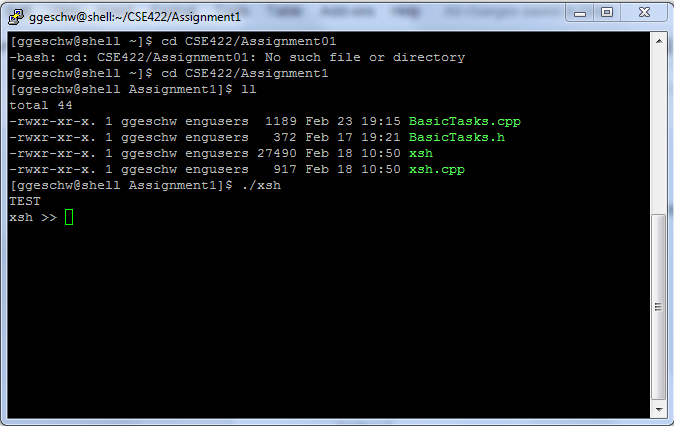 ggeschw@shell:~/CSE422/Assignment1
[ggeschw@shell ~]$ cd CSE422/Assignment01
-bash: cd: CSE422/Assignment01: No such file or directory
[ggeschw@shell ~]$ cd CSE422/Assignment1
[ggeschw@shell Assignment1]$ ll
total 44
-rwxr-xr-x. 1 ggeschw engusers  1189 Feb 23 19:15 BasicTasks.cpp
-rwxr-xr-x. 1 ggeschw engusers   372 Feb 17 19:21 BasicTasks.h
-rwxr-xr-x. 1 ggeschw engusers 27490 Feb 18 10:50 xsh
-rwxr-xr-x. 1 ggeschw engusers   917 Feb 18 10:50 xsh.cpp
[ggeschw@shell Assignment1]$ ./xsh
TEST
xsh >>